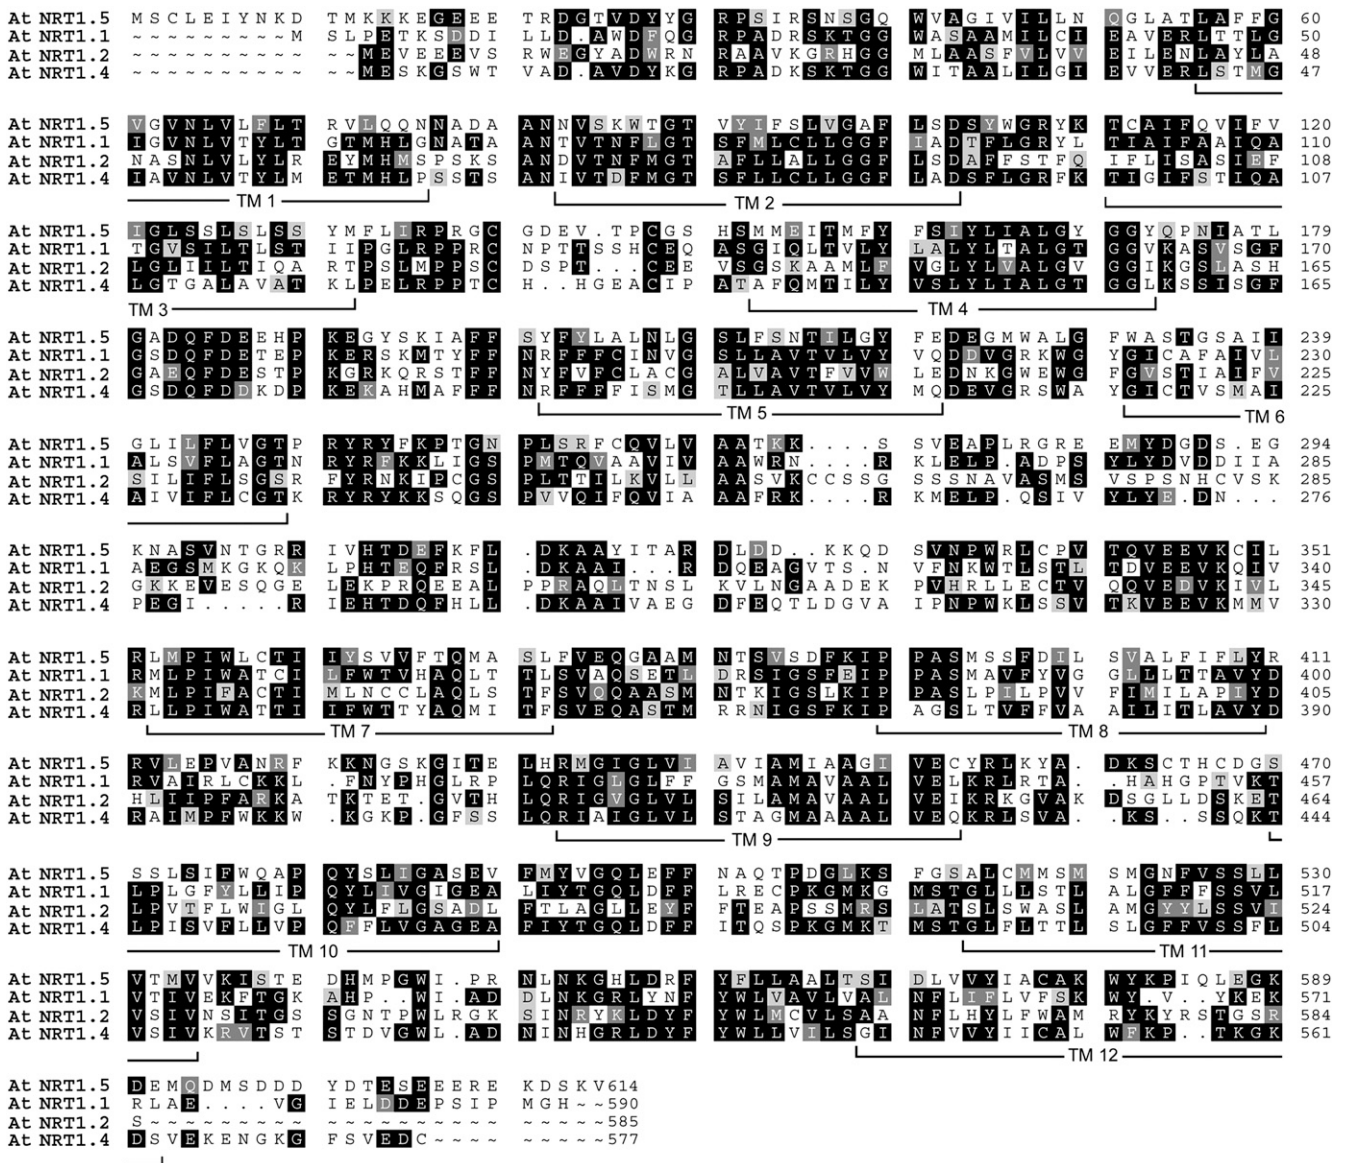 MSCLEIYNKD TMKKKEGEEE TRDGTVDYYG RPSIRSNSGQ WVAGIVILLN QGLATLAFFG 60
At NRT1.1 ~~~~~~~~~M SLPETKSDDI LLD.AWDFQG RPADRSKTGG WASAAMILCI EAVERLTTLG 50
At NRT1.2 ~~~~~~~~~~ ~~MEVEEEVS RWEGYADWRN RAAVKGRHGG MLAASFVLVV EILENLAYLA 48
At NRT1.4 ~~~~~~~~~~ ~~MESKGSWT VAD.AVDYKG RPADKSKTGG WITAALILGI EVVERLSTMG 47
At NRT1.5 VGVNLVLFLT RVLQQNNADA ANNVSKWTGT VYIFSLVGAF LSDSYWGRYK TCAIFQVIFV 120
At NRT1.1 IGVNLVTYLT GTMHLGNATA ANTVTNFLGT SFMLCLLGGF IADTFLGRYL TIAIFAAIQA 110
At NRT1.2 NASNLVLYLR EYMHMSPSKS ANDVTNFMGT AFLLALLGGF LSDAFFSTFQ IFLISASIEF 108
At NRT1.4 IAVNLVTYLM ETMHLPSSTS ANIVTDFMGT SFLLCLLGGF LADSFLGRFK TIGIFSTIQA 107
TM 1 TM 2
At NRT1.5 IGLSSLSLSS YMFLIRPRGC GDEV.TPCGS HSMMEITMFY FSIYLIALGY GGYQPNIATL 179
At NRT1.1 TGVSILTLST IIPGLRPPRC NPTTSSHCEQ ASGIQLTVLY LALYLTALGT GGVKASVSGF 170
At NRT1.2 LGLIILTIQA RTPSLMPPSC DSPT...CEE VSGSKAAMLF VGLYLVALGV GGIKGSLASH 165
At NRT1.4 LGTGALAVAT KLPELRPPTC H..HGEACIP ATAFQMTILY VSLYLIALGT GGLKSSISGF 165
TM 3 TM 4
At NRT1.5 GADQFDEEHP KEGYSKIAFF SYFYLALNLG SLFSNTILGY FEDEGMWALG FWASTGSAII 239
At NRT1.1 GSDQFDETEP KERSKMTYFF NRFFFCINVG SLLAVTVLVY VQDDVGRKWG YGICAFAIVL 230
At NRT1.2 GAEQFDESTP KGRKQRSTFF NYFVFCLACG ALVAVTFVVW LEDNKGWEWG FGVSTIAIFV 225
At NRT1.4 GSDQFDDKDP KEKAHMAFFF NRFFFFISMG TLLAVTVLVY MQDEVGRSWA YGICTVSMAI 225
TM 5 TM 6
At NRT1.5 GLILFLVGTP RYRYFKPTGN PLSRFCQVLV AATKK....S SVEAPLRGRE EMYDGDS.EG 294
At NRT1.1 ALSVFLAGTN RYRFKKLIGS PMTQVAAVIV AAWRN....R KLELP.ADPS YLYDVDDIIA 285
At NRT1.2 SILIFLSGSR FYRNKIPCGS PLTTILKVLL AASVKCCSSG SSSNAVASMS VSPSNHCVSK 285
At NRT1.4 AIVIFLCGTK RYRYKKSQGS PVVQIFQVIA AAFRK....R KMELP.QSIV YLYE.DN... 276
At NRT1.5 KNASVNTGRR IVHTDEFKFL .DKAAYITAR DLDD..KKQD SVNPWRLCPV TQVEEVKCIL 351
At NRT1.1 AEGSMKGKQK LPHTEQFRSL .DKAAI...R DQEAGVTS.N VFNKWTLSTL TDVEEVKQIV 340
At NRT1.2 GKKEVESQGE LEKPRQEEAL PPRAQLTNSL KVLNGAADEK PVHRLLECTV QQVEDVKIVL 345
At NRT1.4 PEGI.....R IEHTDQFHLL .DKAAIVAEG DFEQTLDGVA IPNPWKLSSV TKVEEVKMMV 330
At NRT1.5 RLMPIWLCTI IYSVVFTQMA SLFVEQGAAM NTSVSDFKIP PASMSSFDIL SVALFIFLYR 411
At NRT1.1 RMLPIWATCI LFWTVHAQLT TLSVAQSETL DRSIGSFEIP PASMAVFYVG GLLLTTAVYD 400
At NRT1.2 KMLPIFACTI MLNCCLAQLS TFSVQQAASM NTKIGSLKIP PASLPILPVV FIMILAPIYD 405
At NRT1.4 RLLPIWATTI IFWTTYAQMI TFSVEQASTM RRNIGSFKIP AGSLTVFFVA AILITLAVYD 390
TM 7 TM 8
At NRT1.5 RVLEPVANRF KKNGSKGITE LHRMGIGLVI AVIAMIAAGI VECYRLKYA. DKSCTHCDGS 470
At NRT1.1 RVAIRLCKKL .FNYPHGLRP LQRIGLGLFF GSMAMAVAAL VELKRLRTA. .HAHGPTVKT 457
At NRT1.2 HLIIPFARKA TKTET.GVTH LQRIGVGLVL SILAMAVAAL VEIKRKGVAK DSGLLDSKET 464
At NRT1.4 RAIMPFWKKW .KGKP.GFSS LQRIAIGLVL STAGMAAAAL VEQKRLSVA. .KS..SSQKT 444
TM 9
At NRT1.5 SSLSIFWQAP QYSLIGASEV FMYVGQLEFF NAQTPDGLKS FGSALCMMSM SMGNFVSSLL 530
At NRT1.1 LPLGFYLLIP QYLIVGIGEA LIYTGQLDFF LRECPKGMKG MSTGLLLSTL ALGFFFSSVL 517
At NRT1.2 LPVTFLWIGL QYLFLGSADL FTLAGLLEYF FTEAPSSMRS LATSLSWASL AMGYYLSSVI 524
At NRT1.4 LPISVFLLVP QFFLVGAGEA FIYTGQLDFF ITQSPKGMKT MSTGLFLTTL SLGFFVSSFL 504
TM 10 TM 11
At NRT1.5 VTMVVKISTE DHMPGWI.PR NLNKGHLDRF YFLLAALTSI DLVVYIACAK WYKPIQLEGK 589
At NRT1.1 VTIVEKFTGK AHP..WI.AD DLNKGRLYNF YWLVAVLVAL NFLIFLVFSK WY.V..YKEK 571
At NRT1.2 VSIVNSITGS SGNTPWLRGK SINRYKLDYF YWLMCVLSAA NFLHYLFWAM RYKYRSTGSR 584
At NRT1.4 VSIVKRVTST STDVGWL.AD NINHGRLDYF YWLLVILSGI NFVVYIICAL WFKP..TKGK 561
TM 12
At NRT1.5 DEMQDMSDDD YDTESEEERE KDSKV614
At NRT1.1 RLAE....VG IELDDEPSIP MGH~~590
At NRT1.2 S~~~~~~~~~ ~~~~~~~~~~ ~~~~~585
At NRT1.4 DSVEKENGKG FSVEDC~~~~ ~~~~~577